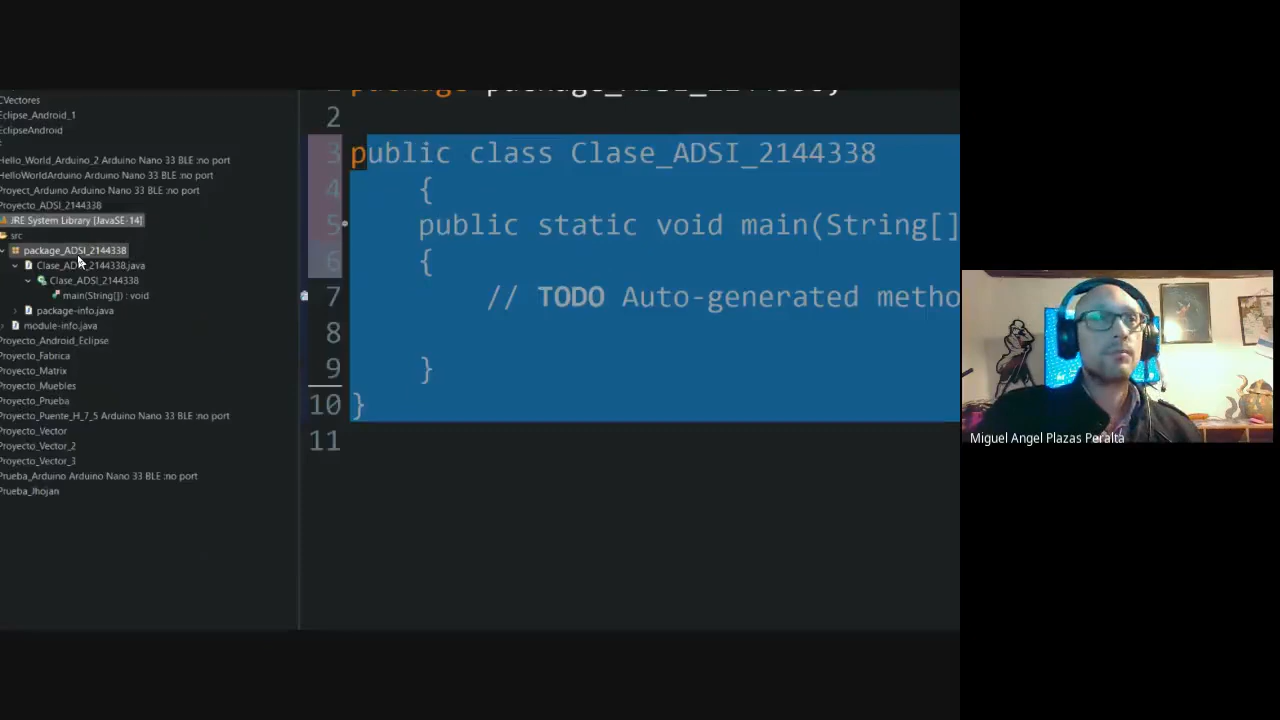 CVectores
Eclipse_Android_1
EclipseAndroid
Hello_World_Arduino_2 Arduino Nano 33 BLE :no port
HelloWorldArduino Arduino Nano 33 BLE :no port
Proyect_Arduino Arduino Nano 33 BLE :no port
Proyecto_ADSI_2144338
JRE System Library [JavaSE-14]
src
package_ADSI_2144338
Clase_ADSI_2144338.java
Clase_ADSI_2144338
main(String[]) : void
package-info.java
module-info.java
Proyecto_Android_Eclipse
Proyecto_Fabrica
Proyecto_Matrix
Proyecto_Muebles
Proyecto_Prueba
Proyecto_Puente_H_7_5 Arduino Nano 33 BLE :no port
Proyecto_Vector
Proyecto_Vector_2
Proyecto_Vector_3
Prueba_Arduino Arduino Nano 33 BLE :no port
Prueba_Jhojan
2
3 public class Clase_ADSI_2144338
4 {
5 public static void main(String[]
6 {
7 // TODO Auto-generated metho
8
9 }
10 }
11
Miguel Angel Plazas Peralta